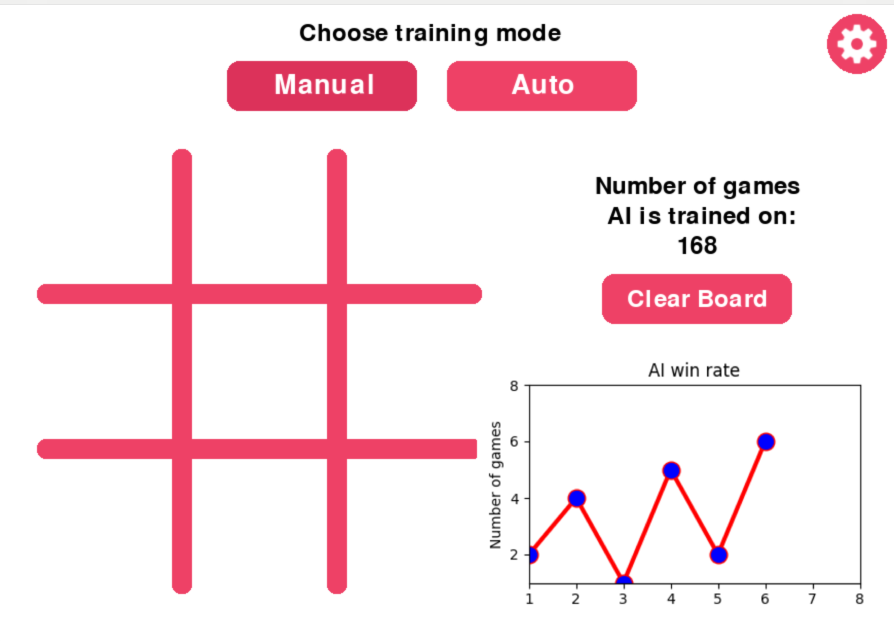 Choose training mode
Manual
Auto
Number of games
AI is trained on:
168
Clear Board
AI win rate
Number of games
8
6
4
2
1 2 3 4 5 6 7 8